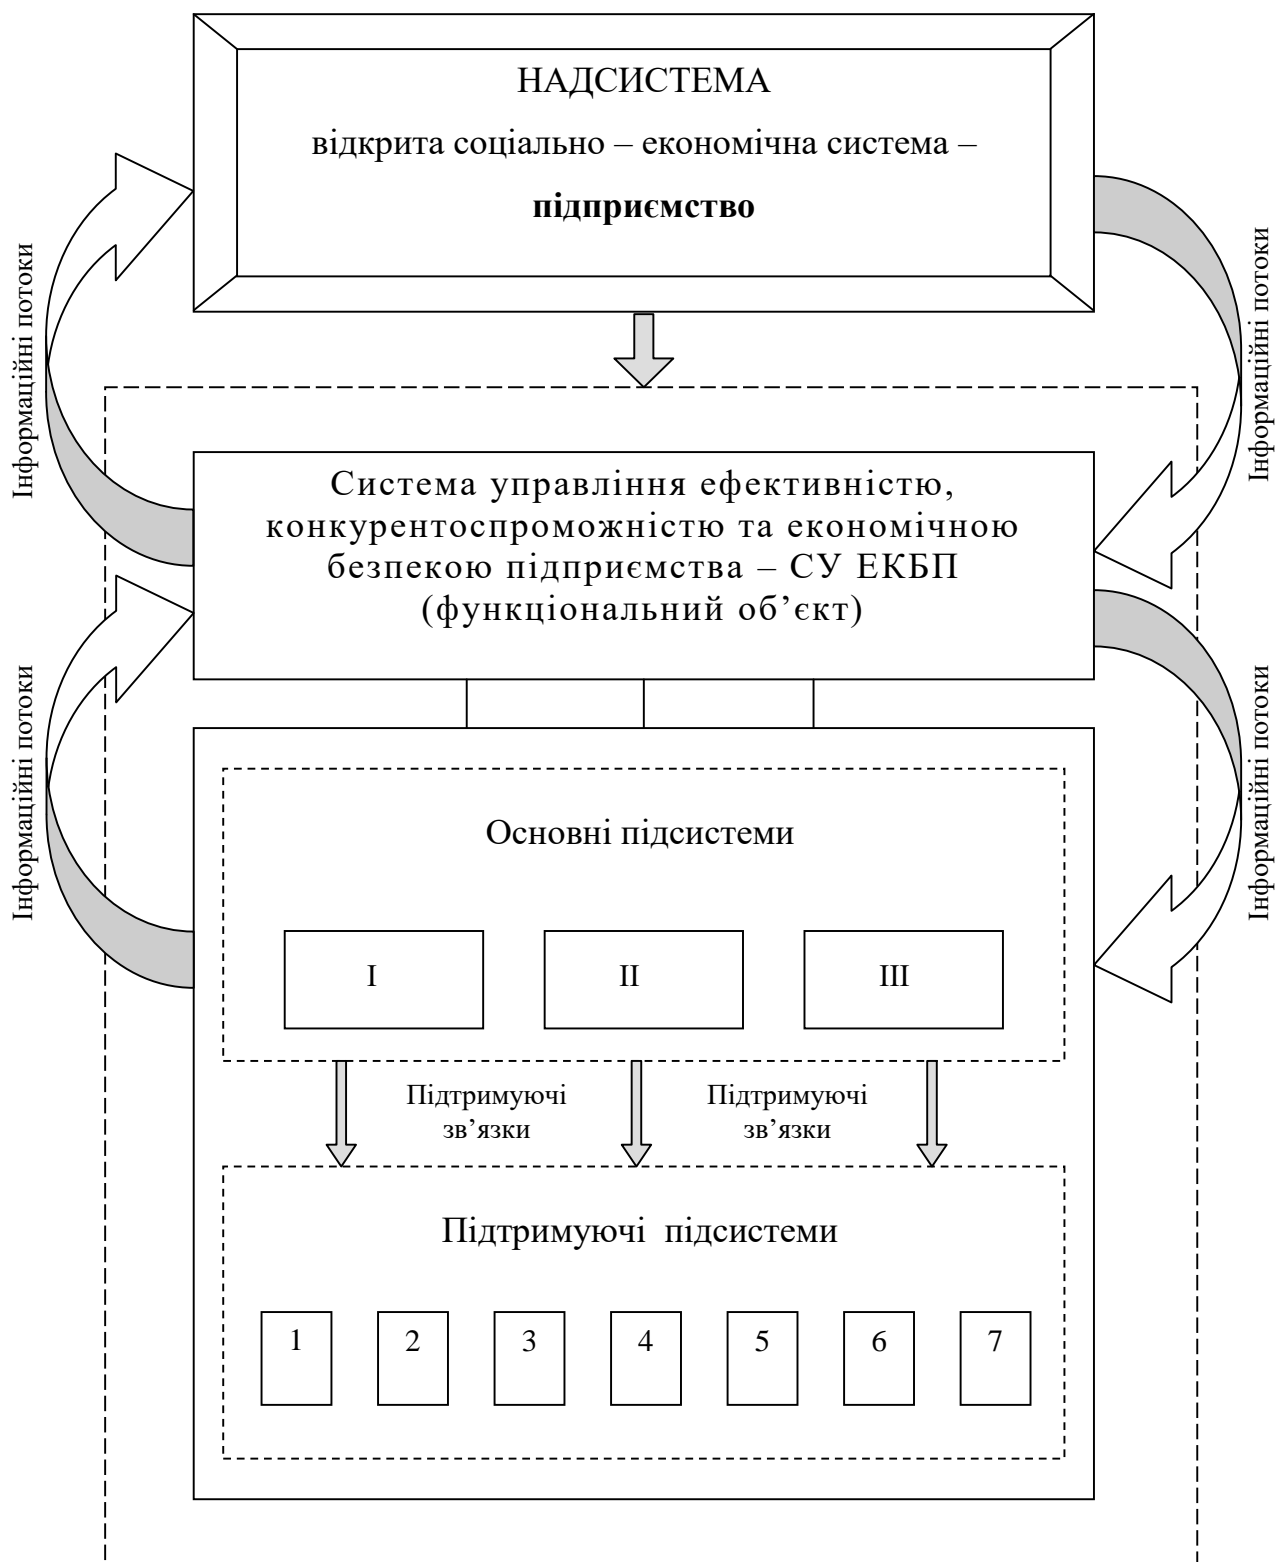 НАДСИСТЕМА
відкрита соціально – економічна система –
підприємство
Інформаційні потоки
Інформаційні потоки
Система управління ефективністю,
конкурентоспроможністю та економічною
безпекою підприємства – СУ ЕКБП
(функціональний об’єкт)
Інформаційні потоки
Інформаційні потоки
Основні підсистеми
I
II
III
Підтримуючі
зв’язки
Підтримуючі
зв’язки
Підтримуючі  підсистеми
1
2
3
4
5
6
7